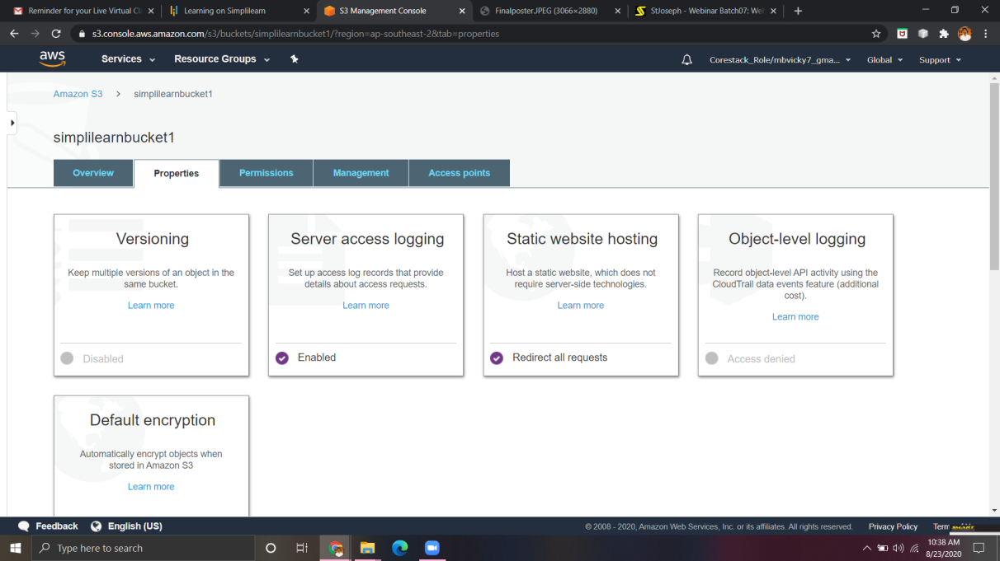 Reminder for your Live Virtual Cl
Learning on Simplilearn
S3 Management Console
Finalposter.JPEG (3066×2880)
StJoseph - Webinar Batch07: We
s3.console.aws.amazon.com/s3/buckets/simplilearnbucket1/?region=ap-southeast-2&tab=properties
aws
Services
Resource Groups
Corestack_Role/mbvicky7_gma...
Global
Support
Amazon S3
simplilearnbucket1
simplilearnbucket1
Overview
Properties
Permissions
Management
Access points
Versioning
Keep multiple versions of an object in the
same bucket.
Learn more
Disabled
Server access logging
Set up access log records that provide
details about access requests.
Learn more
Enabled
Static website hosting
Host a static website, which does not
require server-side technologies.
Learn more
Redirect all requests
Object-level logging
Record object-level API activity using the
CloudTrail data events feature (additional
cost).
Learn more
Access denied
Default encryption
Automatically encrypt objects when
stored in Amazon S3
Learn more
Feedback
English (US)
© 2008 - 2020, Amazon Web Services, Inc. or its affiliates. All rights reserved.
Privacy Policy
Term
Type here to search
10:38 AM
8/23/2020